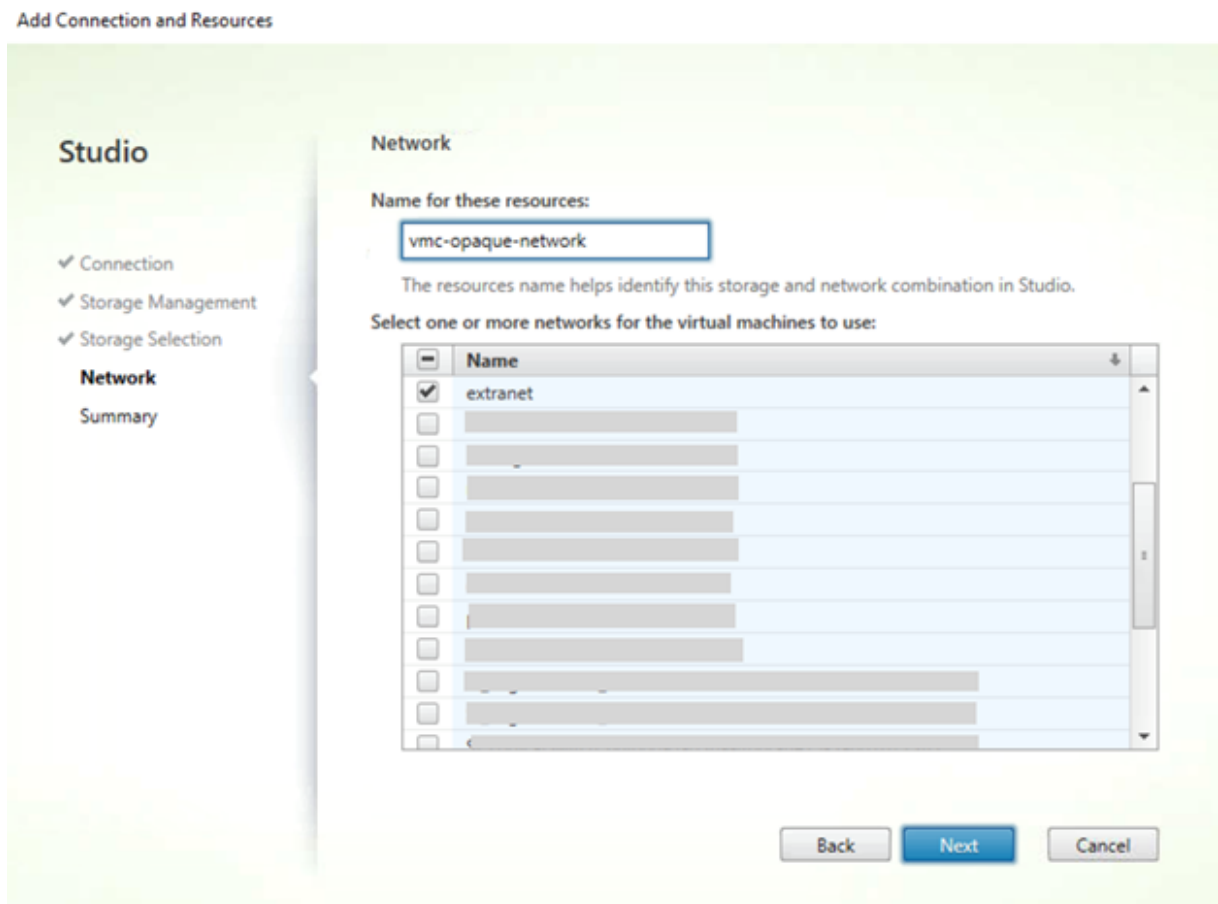 Add Connection and Resources
Studio
Connection
Storage Management
Storage Selection
Network
Summary
Network
Name for these resources:
vmc-opaque-network
The resources name helps identify this storage and network combination in Studio.
Select one or more networks for the virtual machines to use:
Name
extranet
Back Next Cancel